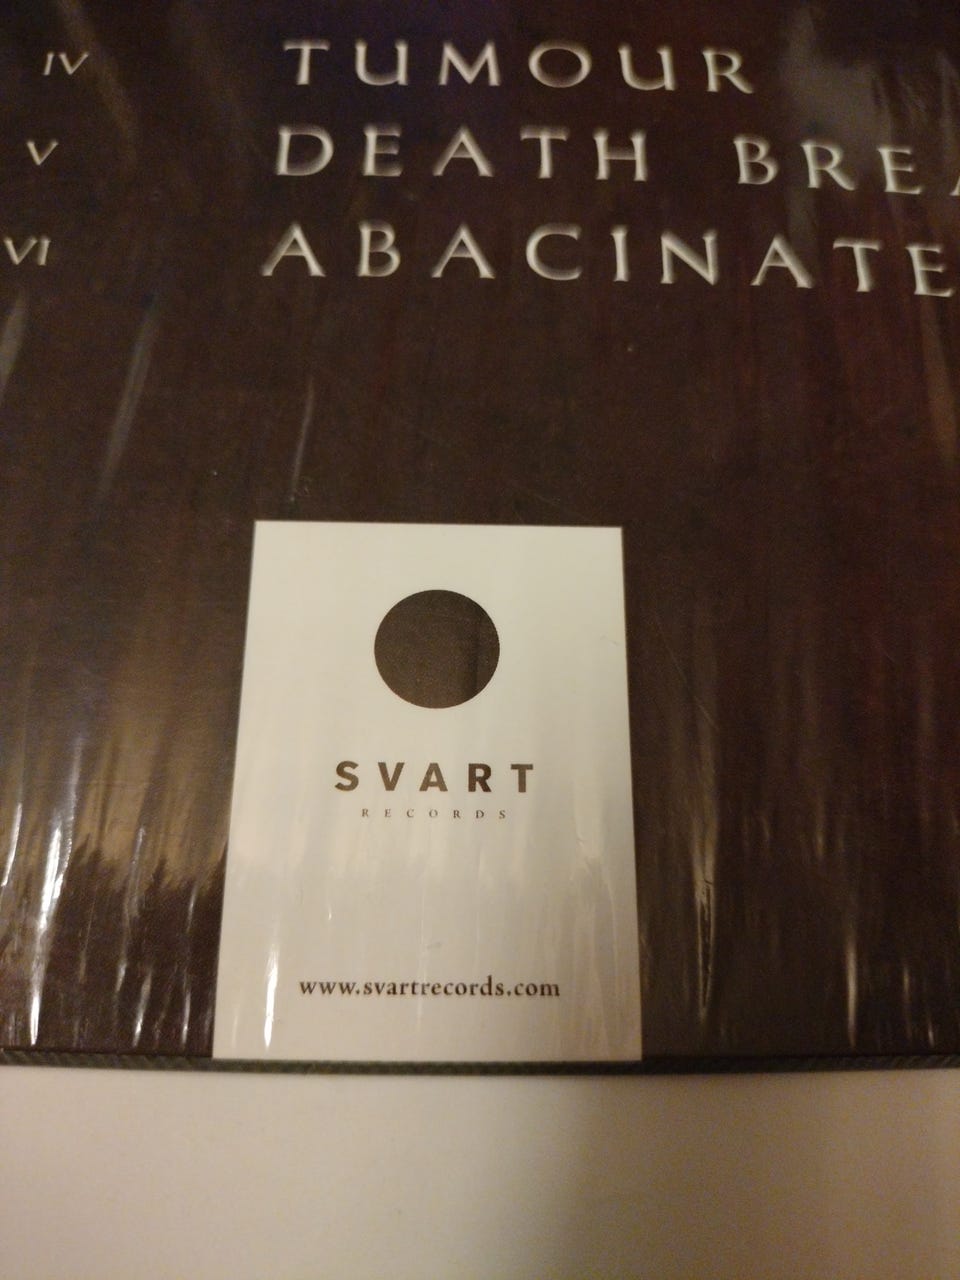 IV TUMOUR
V DEATH BREA
VI ABACINATE
SVART
RECORDS
www.svartrecords.com